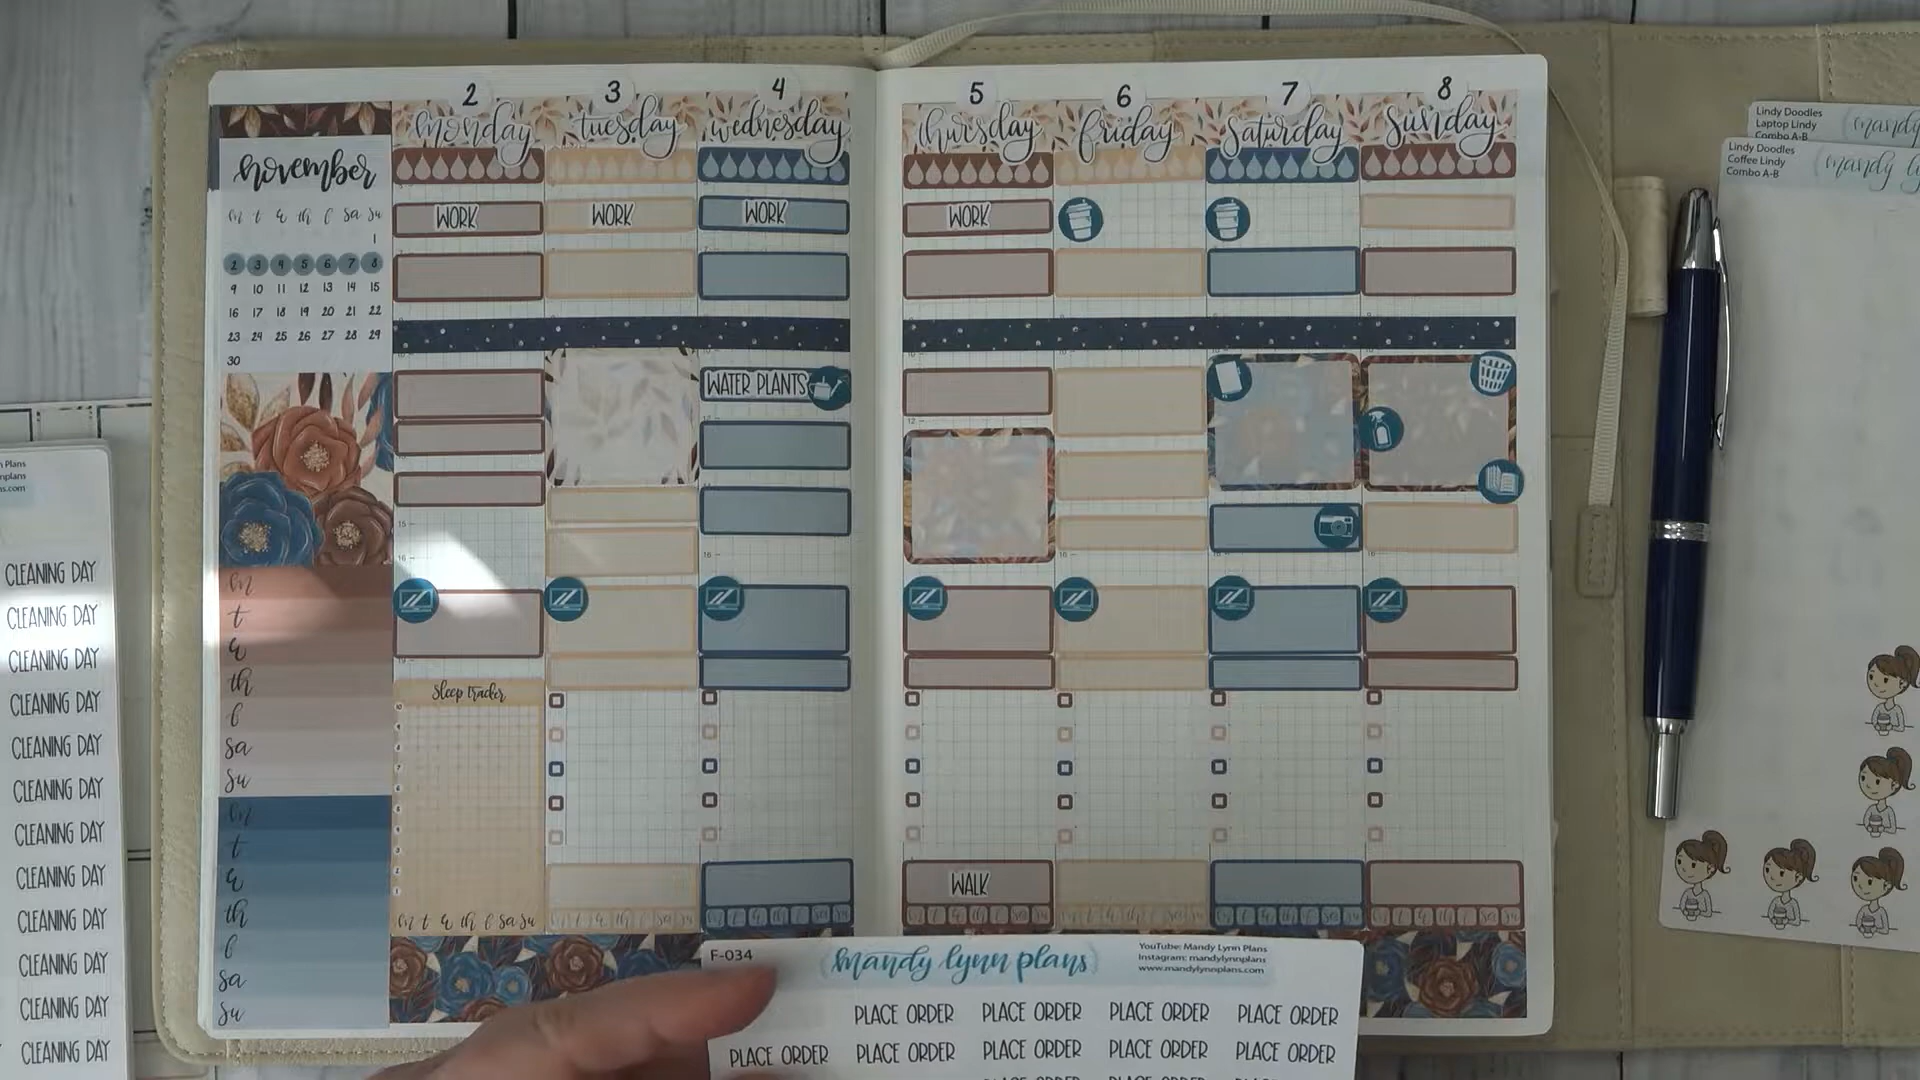 2 3 4 5 6 7 8
monday tuesday wednesday thursday friday saturday sunday
november
m t w th f sa su
1
2 3 4 5 6 7 8
9 10 11 12 13 14 15
16 17 18 19 20 21 22
23 24 25 26 27 28 29
30
WORK WORK WORK WORK
WATER PLANTS
m
t
w
th
f
sa
su
m
t
w
th
f
sa
su
Sleep tracker
m t w th f sa su
WALK
CLEANING DAY
CLEANING DAY
CLEANING DAY
CLEANING DAY
CLEANING DAY
CLEANING DAY
CLEANING DAY
CLEANING DAY
CLEANING DAY
CLEANING DAY
CLEANING DAY
CLEANING DAY
F-034
mandy lynn plans
YouTube: Mandy Lynn Plans
Instagram: mandylynnplans
www.mandylynnplans.com
PLACE ORDER PLACE ORDER PLACE ORDER PLACE ORDER
PLACE ORDER PLACE ORDER PLACE ORDER PLACE ORDER PLACE ORDER
Lindy Doodles
Laptop Lindy
Combo A-B
Lindy Doodles
Coffee Lindy
Combo A-B
mandy